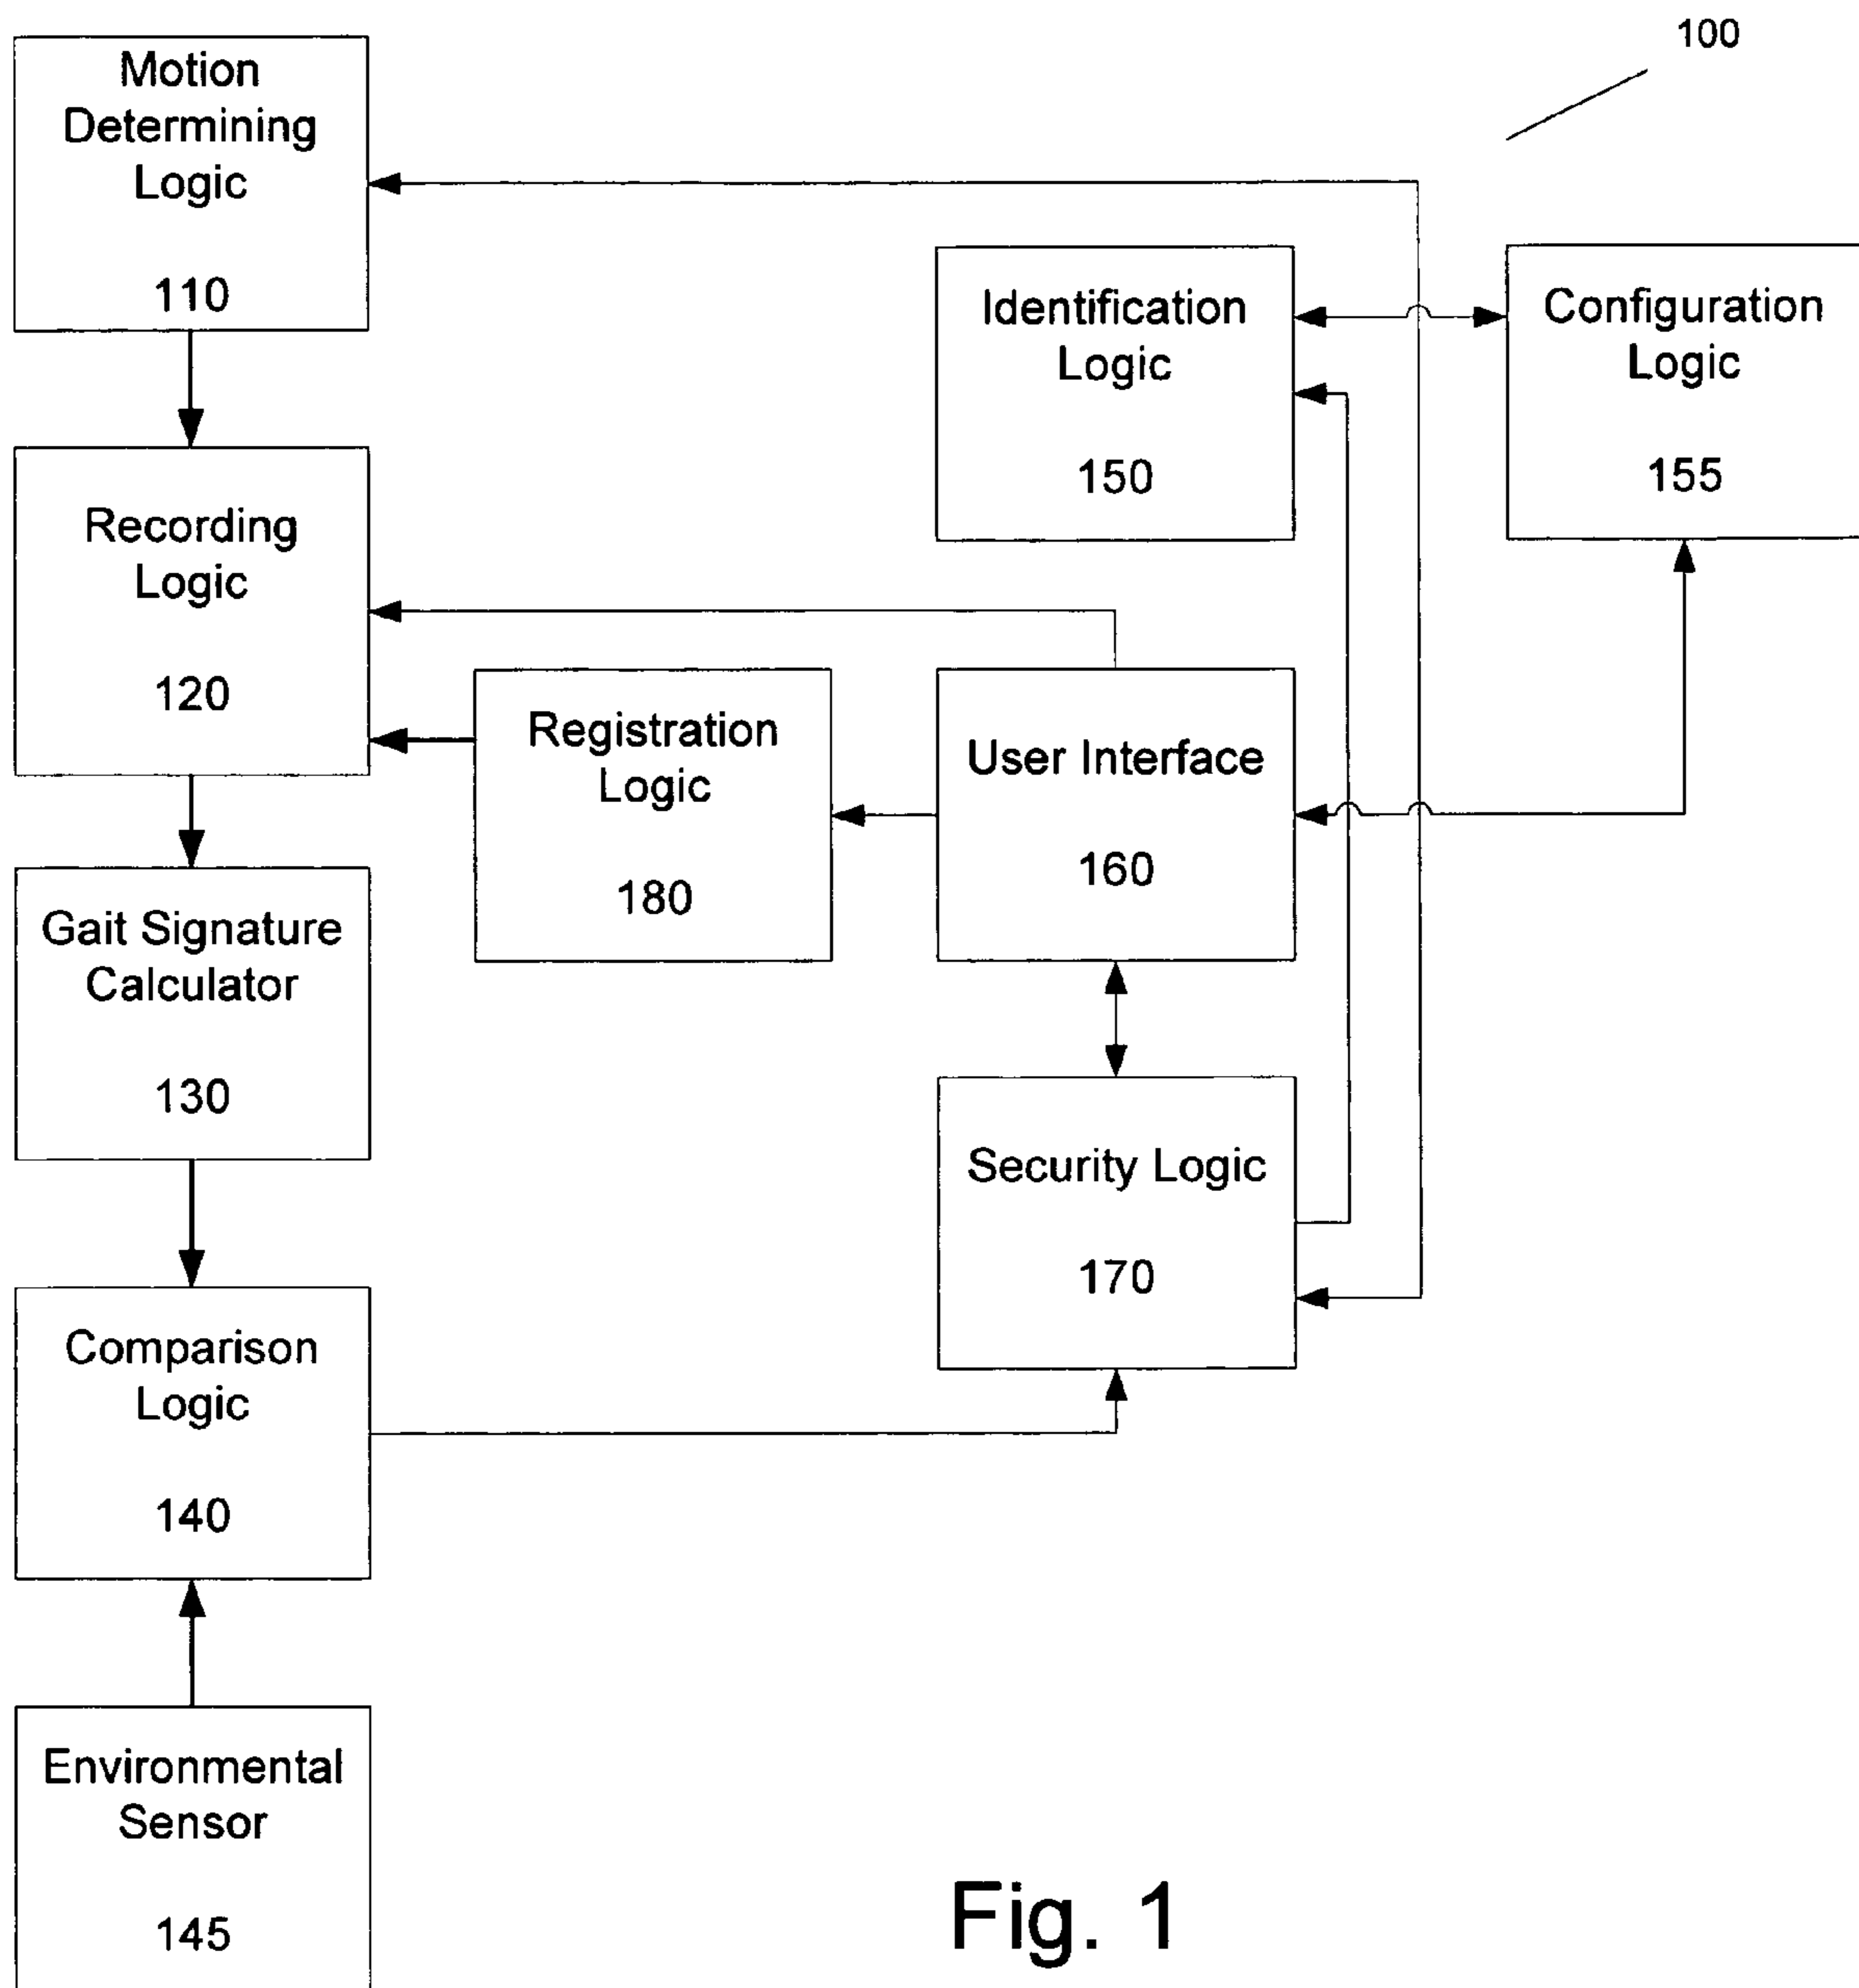 100
Motion
Determining
Logic
110
Identification
Logic
150
Configuration
Logic
155
Recording
Logic
120
Registration
Logic
180
User Interface
160
Gait Signature
Calculator
130
Security Logic
170
Comparison
Logic
140
Environmental
Sensor
145
Fig. 1